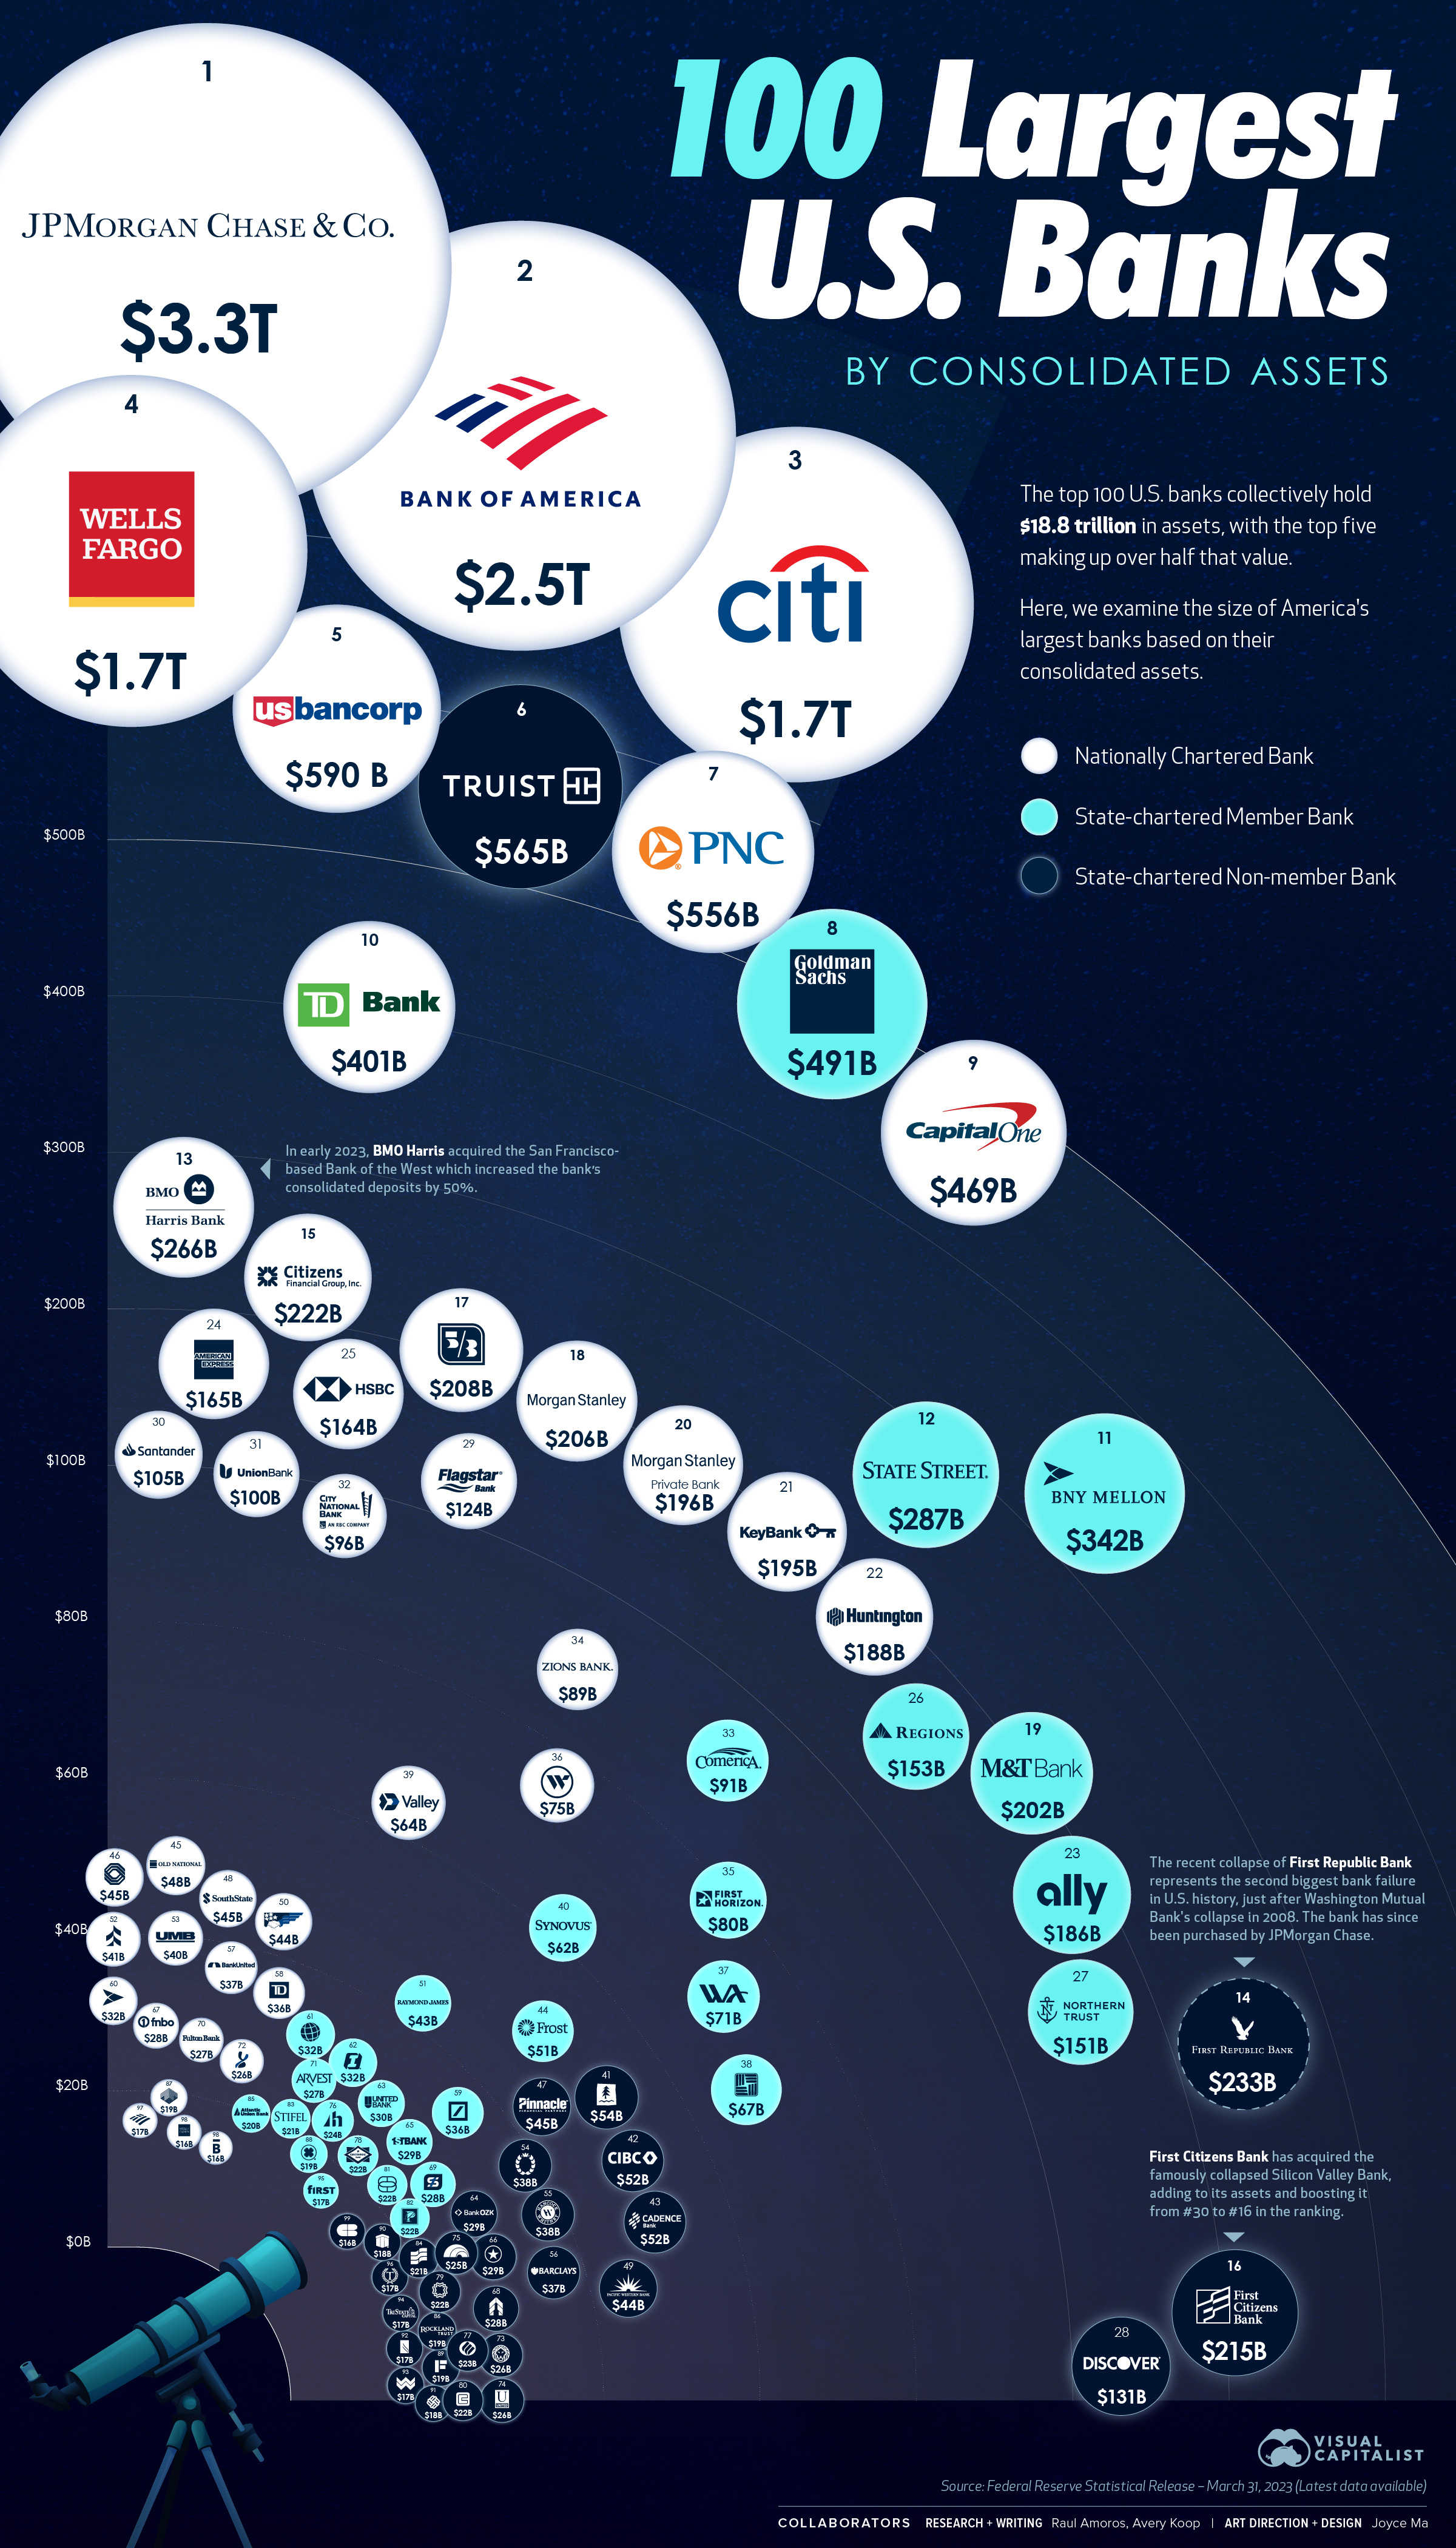 100 Largest
U.S. Banks
BY CONSOLIDATED ASSETS
1
JPMORGAN CHASE & CO.
$3.3T
2
BANK OF AMERICA
$2.5T
3
citi
$1.7T
4
WELLS
FARGO
$1.7T
The top 100 U.S. banks collectively hold
$18.8 trillion in assets, with the top five
making up over half that value.
Here, we examine the size of America's
largest banks based on their
consolidated assets.
Nationally Chartered Bank
State-chartered Member Bank
State-chartered Non-member Bank
5
usbancorp
$590 B
6
TRUIST
$565B
7
PNC
$556B
8
Goldman
Sachs
$491B
9
CapitalOne
$469B
10
TD Bank
$401B
$500B
$400B
$300B
$200B
$100B
$80B
$60B
$40B
$20B
$0B
13
BMO
Harris Bank
$266B
In early 2023, BMO Harris acquired the San Francisco-
based Bank of the West which increased the bank's
consolidated deposits by 50%.
15
Citizens
Financial Group, Inc.
$222B
24
AMERICAN
EXPRESS
$165B
25
HSBC
$164B
17
5/3
$208B
18
Morgan Stanley
$206B
20
Morgan Stanley
Private Bank
$196B
12
STATE STREET.
$287B
11
BNY MELLON
$342B
30
Santander
$105B
31
UnionBank
$100B
32
CITY
NATIONAL
BANK
AN RBC COMPANY
$96B
29
Flagstar
Bank
$124B
21
KeyBank
$195B
22
Huntington
$188B
34
ZIONS BANK.
$89B
33
Comerica
$91B
26
REGIONS
$153B
19
M&T Bank
$202B
39
Valley
$64B
36
W
$75B
23
ally
$186B
The recent collapse of First Republic Bank
represents the second biggest bank failure
in U.S. history, just after Washington Mutual
Bank's collapse in 2008. The bank has since
been purchased by JPMorgan Chase.
14
FIRST REPUBLIC BANK
$233B
46
$45B
45
OLD NATIONAL
$48B
48
SouthState
$45B
50
$44B
52
$41B
53
UMB
$40B
57
BankUnited
$37B
58
TD
$36B
40
SYNOVUS
$62B
35
FIRST
HORIZON.
$80B
37
WA
$71B
27
NORTHERN
TRUST
$151B
51
RAYMOND JAMES
$43B
44
Frost
$51B
38
$67B
60
$32B
67
fnbo
$28B
70
Fulton Bank
$27B
72
$26B
61
$32B
62
$32B
71
ARVEST
$27B
63
UNITED
BANK
$30B
59
$36B
47
Pinnacle
FINANCIAL PARTNERS
$45B
41
$54B
87
$19B
97
$17B
98
$16B
98
B
$16B
85
Atlantic
Union Bank
$20B
83
STIFEL
$21B
76
$24B
65
1STBANK
$29B
88
$19B
78
$22B
81
$22B
69
$28B
95
FIRST
$17B
82
$22B
54
$38B
42
CIBC
$52B
64
BankOZK
$29B
55
$38B
43
CADENCE
Bank
$52B
First Citizens Bank has acquired the
famously collapsed Silicon Valley Bank,
adding to its assets and boosting it
from #30 to #16 in the ranking.
16
First
Citizens
Bank
$215B
28
DISCOVER
$131B
99
$16B
90
$18B
84
$21B
75
$25B
66
$29B
56
BARCLAYS
$37B
49
PACIFIC WESTERN BANK
$44B
96
$17B
79
$22B
68
$28B
94
$17B
86
ROCKLAND
TRUST
$19B
92
$17B
77
$23B
73
$26B
89
$19B
93
$17B
91
$18B
80
$22B
74
$26B
VISUAL
CAPITALIST
Source: Federal Reserve Statistical Release – March 31, 2023 (Latest data available)
COLLABORATORS RESEARCH + WRITING Raul Amoros, Avery Koop | ART DIRECTION + DESIGN Joyce Ma